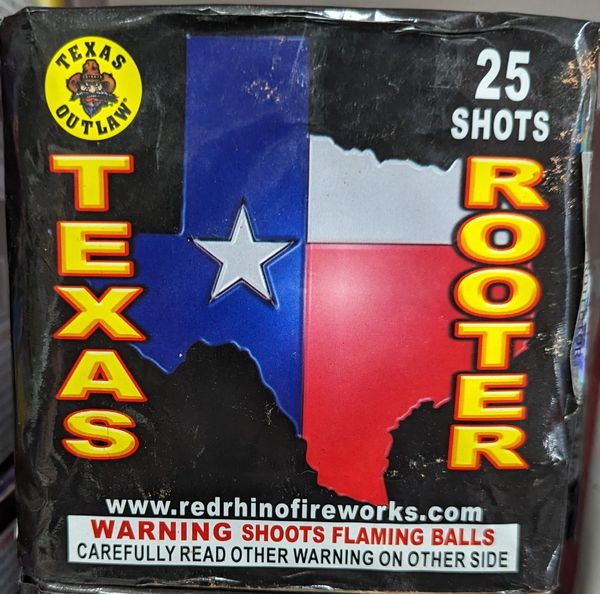 TEXAS
OUTLAW
25
SHOTS
TEXAS
ROOTER
www.redrhinofireworks.com
WARNING SHOOTS FLAMING BALLS
CAREFULLY READ OTHER WARNING ON OTHER SIDE